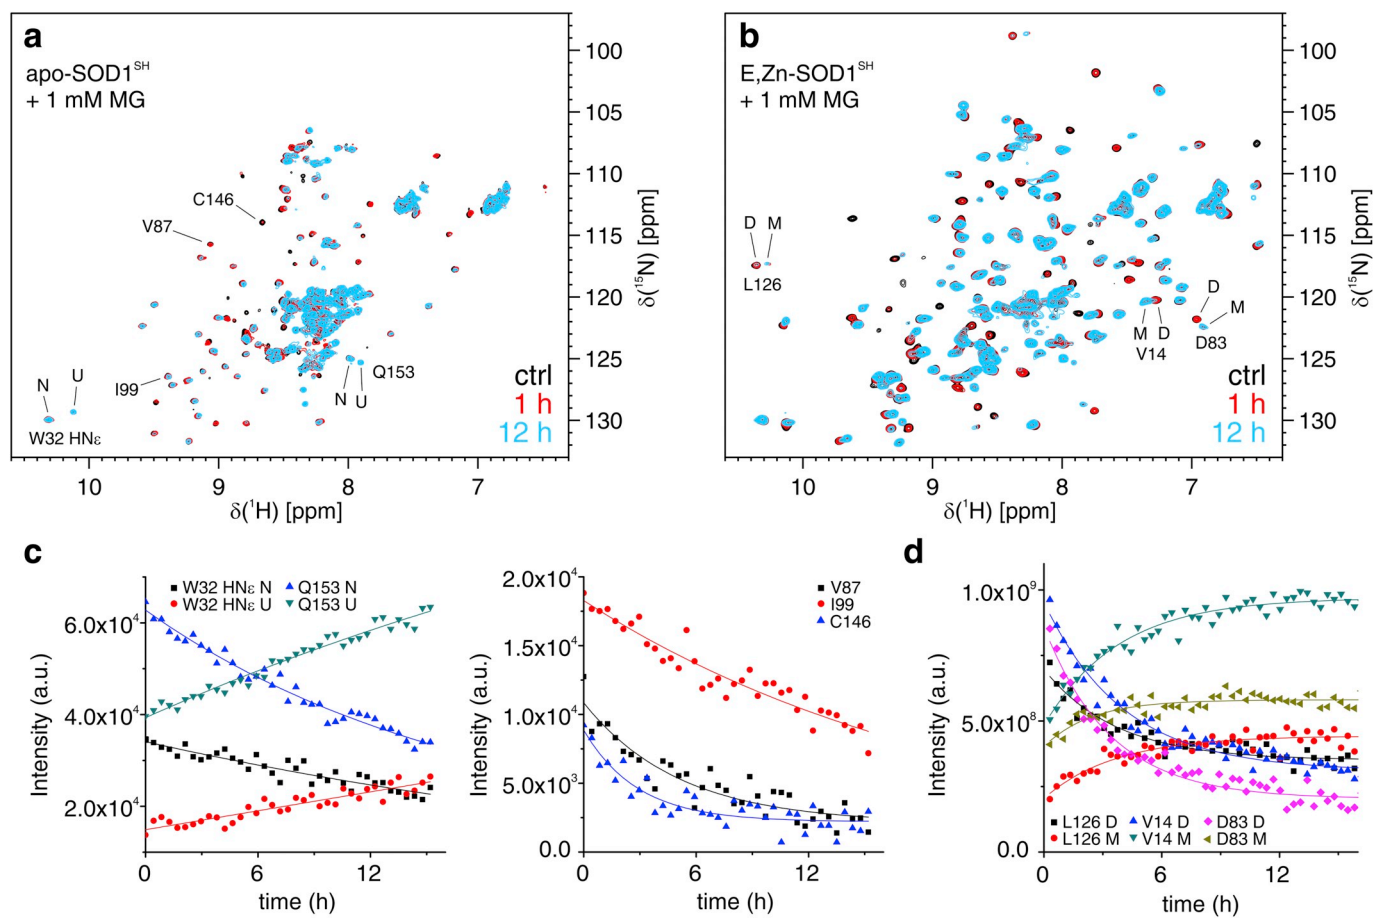 a
apo-SOD1SH
+ 1 mM MG
C146
V87
I99
N U
W32 HNε
Q153
N U
ctrl
1 h
12 h
100
105
110
115
120
125
130
δ(15N) [ppm]
10 9 8 7
δ(1H) [ppm]
b
E,Zn-SOD1SH
+ 1 mM MG
D M
L126
D
M
D83
M D
V14
ctrl
1 h
12 h
100
105
110
115
120
125
130
δ(15N) [ppm]
10 9 8 7
δ(1H) [ppm]
c
W32 HNε N Q153 N
W32 HNε U Q153 U
6.0x104
4.0x104
2.0x104
Intensity (a.u.)
0 6 12
time (h)
V87
I99
C146
2.0x104
1.5x104
1.0x104
5.0x103
0.0
Intensity (a.u.)
0 6 12
time (h)
d
1.0x109
5.0x108
0.0
Intensity (a.u.)
L126 D V14 D D83 D
L126 M V14 M D83 M
0 6 12
time (h)